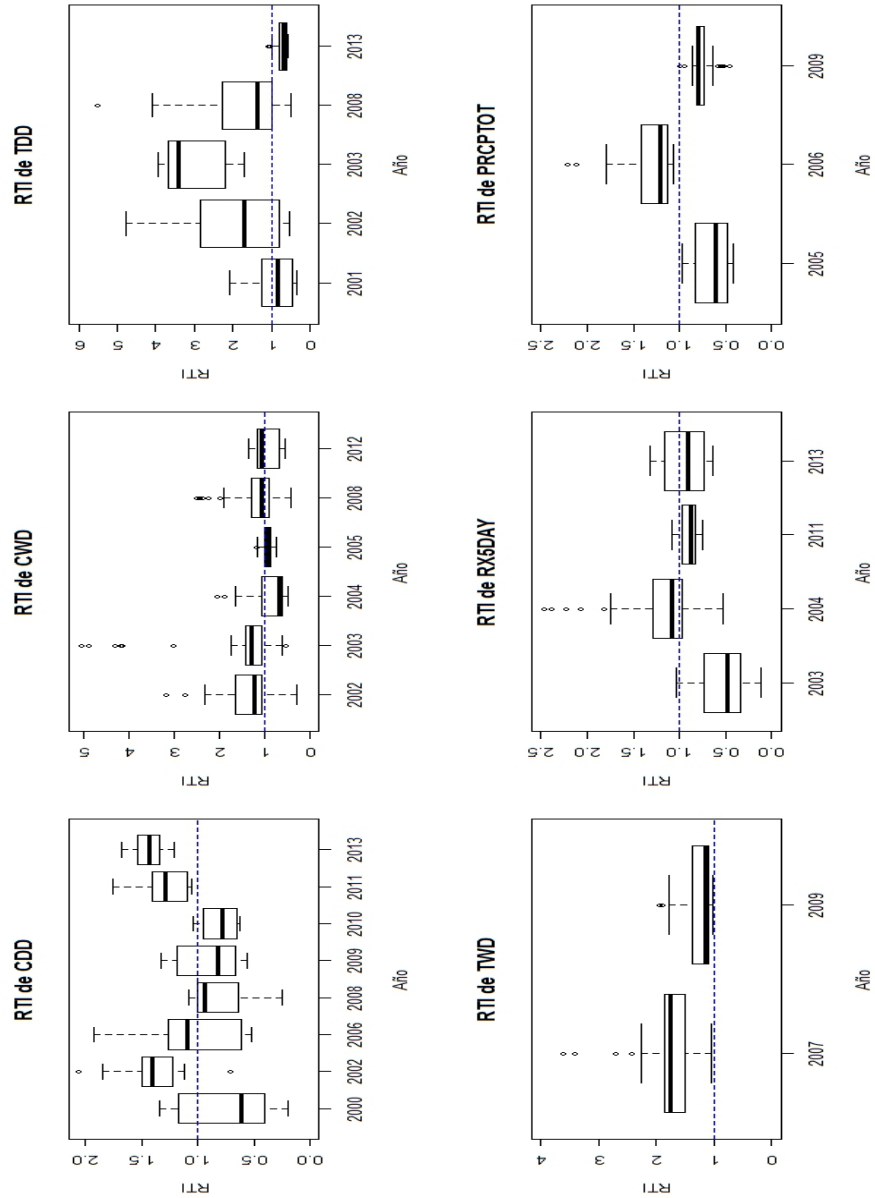 RTI de TDD
RTI
0 1 2 3 4 5 6
2001 2002 2003 2008 2013
Año
RTI de PRCPTOT
RTI
0.0 0.5 1.0 1.5 2.0 2.5
2005 2006 2009
Año
RTI de CWD
RTI
0 1 2 3 4 5
2002 2003 2004 2005 2008 2012
Año
RTI de RX5DAY
RTI
0.0 0.5 1.0 1.5 2.0 2.5
2003 2004 2011 2013
Año
RTI de CDD
RTI
0.0 0.5 1.0 1.5 2.0
2000 2002 2006 2008 2009 2010 2011 2013
Año
RTI de TWD
RTI
0 1 2 3 4
2007 2009
Año